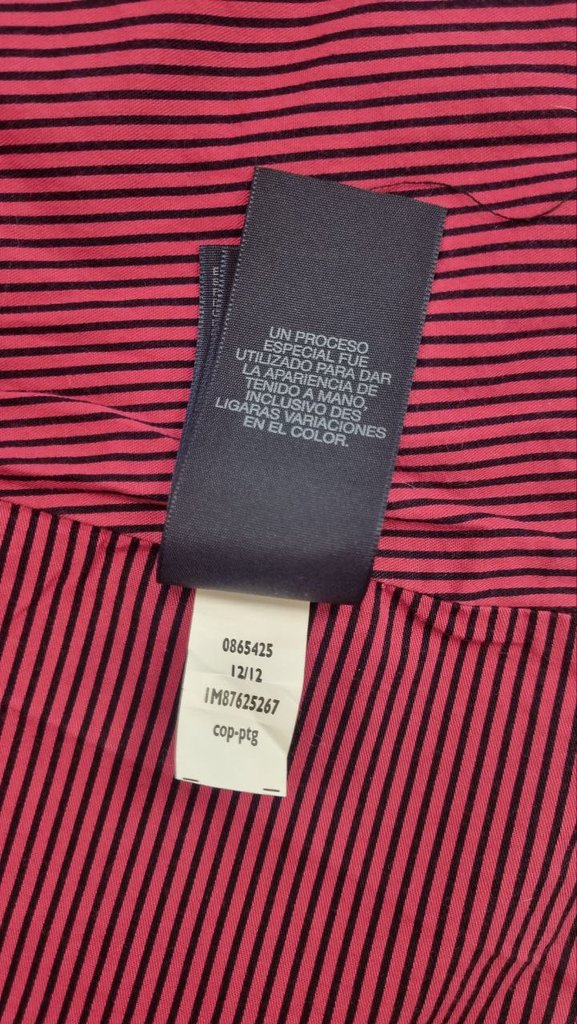 UN PROCESO
ESPECIAL FUE
UTILIZADO PARA DAR
LA APARIENCIA DE
TENIDO A MANO,
INCLUSIVO DES
LIGARAS VARIACIONES
EN EL COLOR.
0865425
12/12
1M87625267
cop-ptg